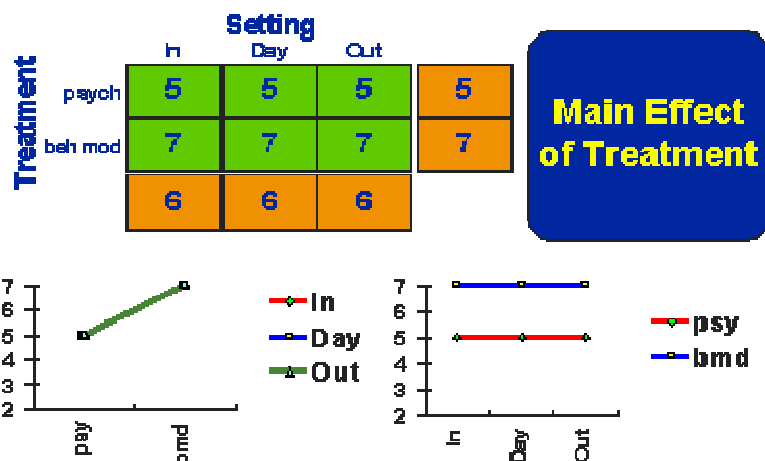 Setting
In Day Out
Treatment
psych 5 5 5 5
beh mod 7 7 7 7
6 6 6
Main Effect
of Treatment
7
6
5
4
3
2
psy
bmd
In
Day
Out
7
6
5
4
3
2
In
Day
Out
psy
bmd